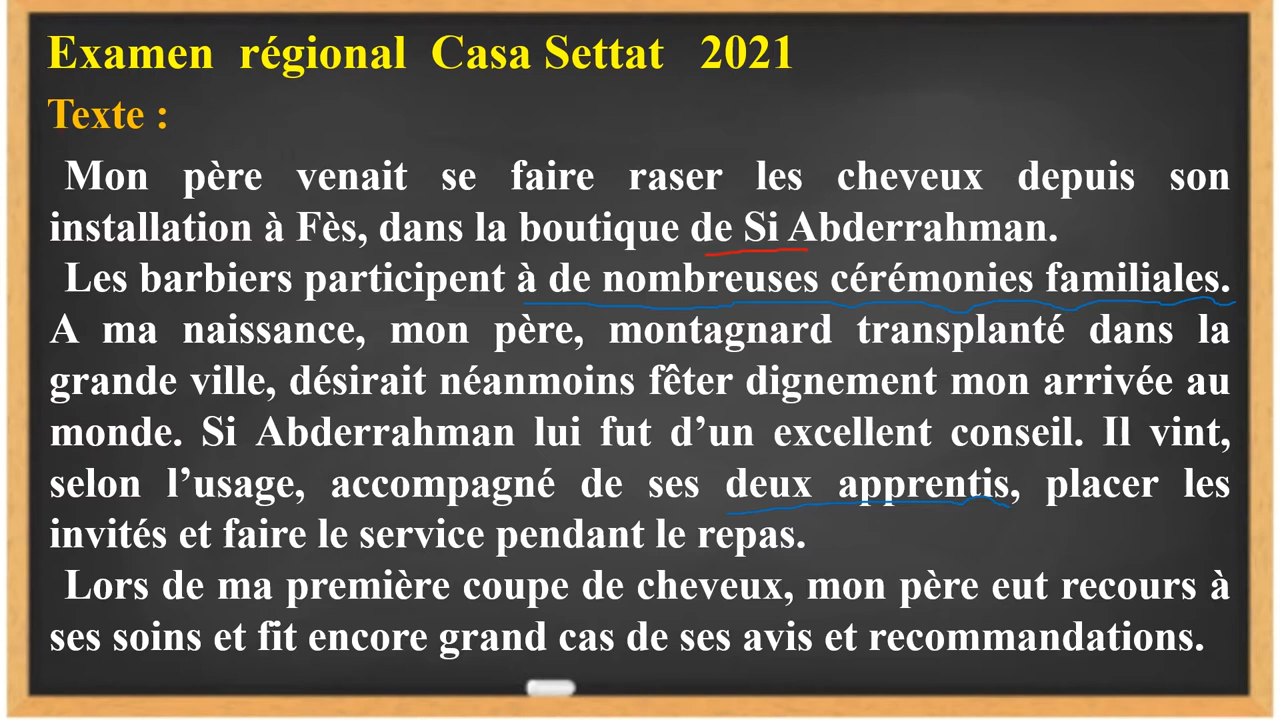 Examen régional Casa Settat 2021
Texte :
Mon père venait se faire raser les cheveux depuis son
installation à Fès, dans la boutique de Si Abderrahman.
Les barbiers participent à de nombreuses cérémonies familiales.
A ma naissance, mon père, montagnard transplanté dans la
grande ville, désirait néanmoins fêter dignement mon arrivée au
monde. Si Abderrahman lui fut d’un excellent conseil. Il vint,
selon l’usage, accompagné de ses deux apprentis, placer les
invités et faire le service pendant le repas.
Lors de ma première coupe de cheveux, mon père eut recours à
ses soins et fit encore grand cas de ses avis et recommandations.